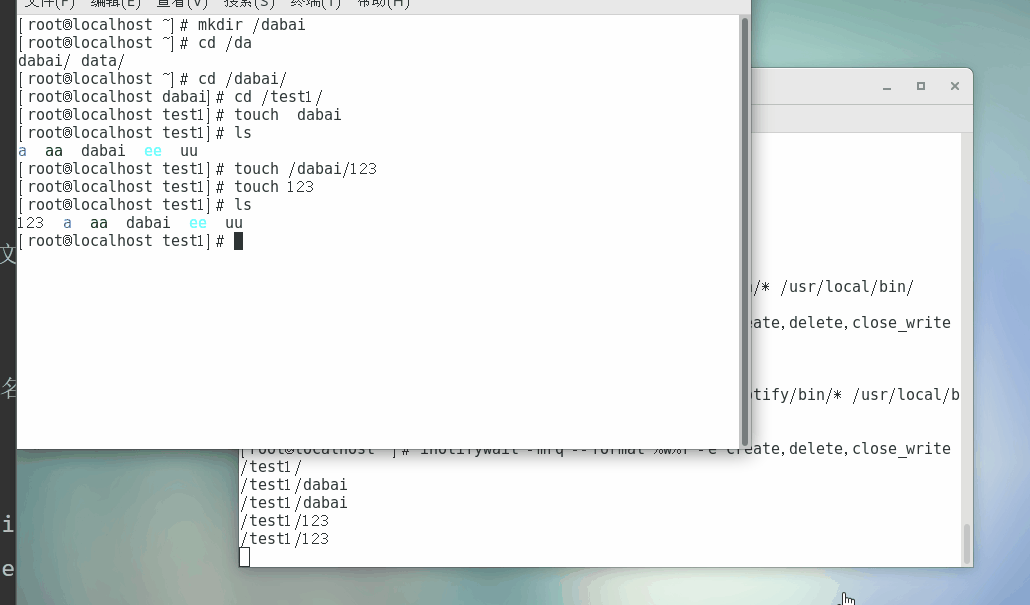 文件(F) 编辑(E) 查看(V) 搜索(S) 终端(T) 帮助(H)
[root@localhost ~]# mkdir /dabai
[root@localhost ~]# cd /da
dabai/ data/
[root@localhost ~]# cd /dabai/
[root@localhost dabai]# cd /test1/
[root@localhost test1]# touch  dabai
[root@localhost test1]# ls
a  aa  dabai  ee  uu
[root@localhost test1]# touch /dabai/123
[root@localhost test1]# touch 123
[root@localhost test1]# ls
123  a  aa  dabai  ee  uu
[root@localhost test1]#
文
名
i
e
/* /usr/local/bin/
eate,delete,close_write
otify/bin/* /usr/local/b
[root@localhost ~]# inotifywait -mrq --format %w%f -e create,delete,close_write
/test1/
/test1/dabai
/test1/dabai
/test1/123
/test1/123